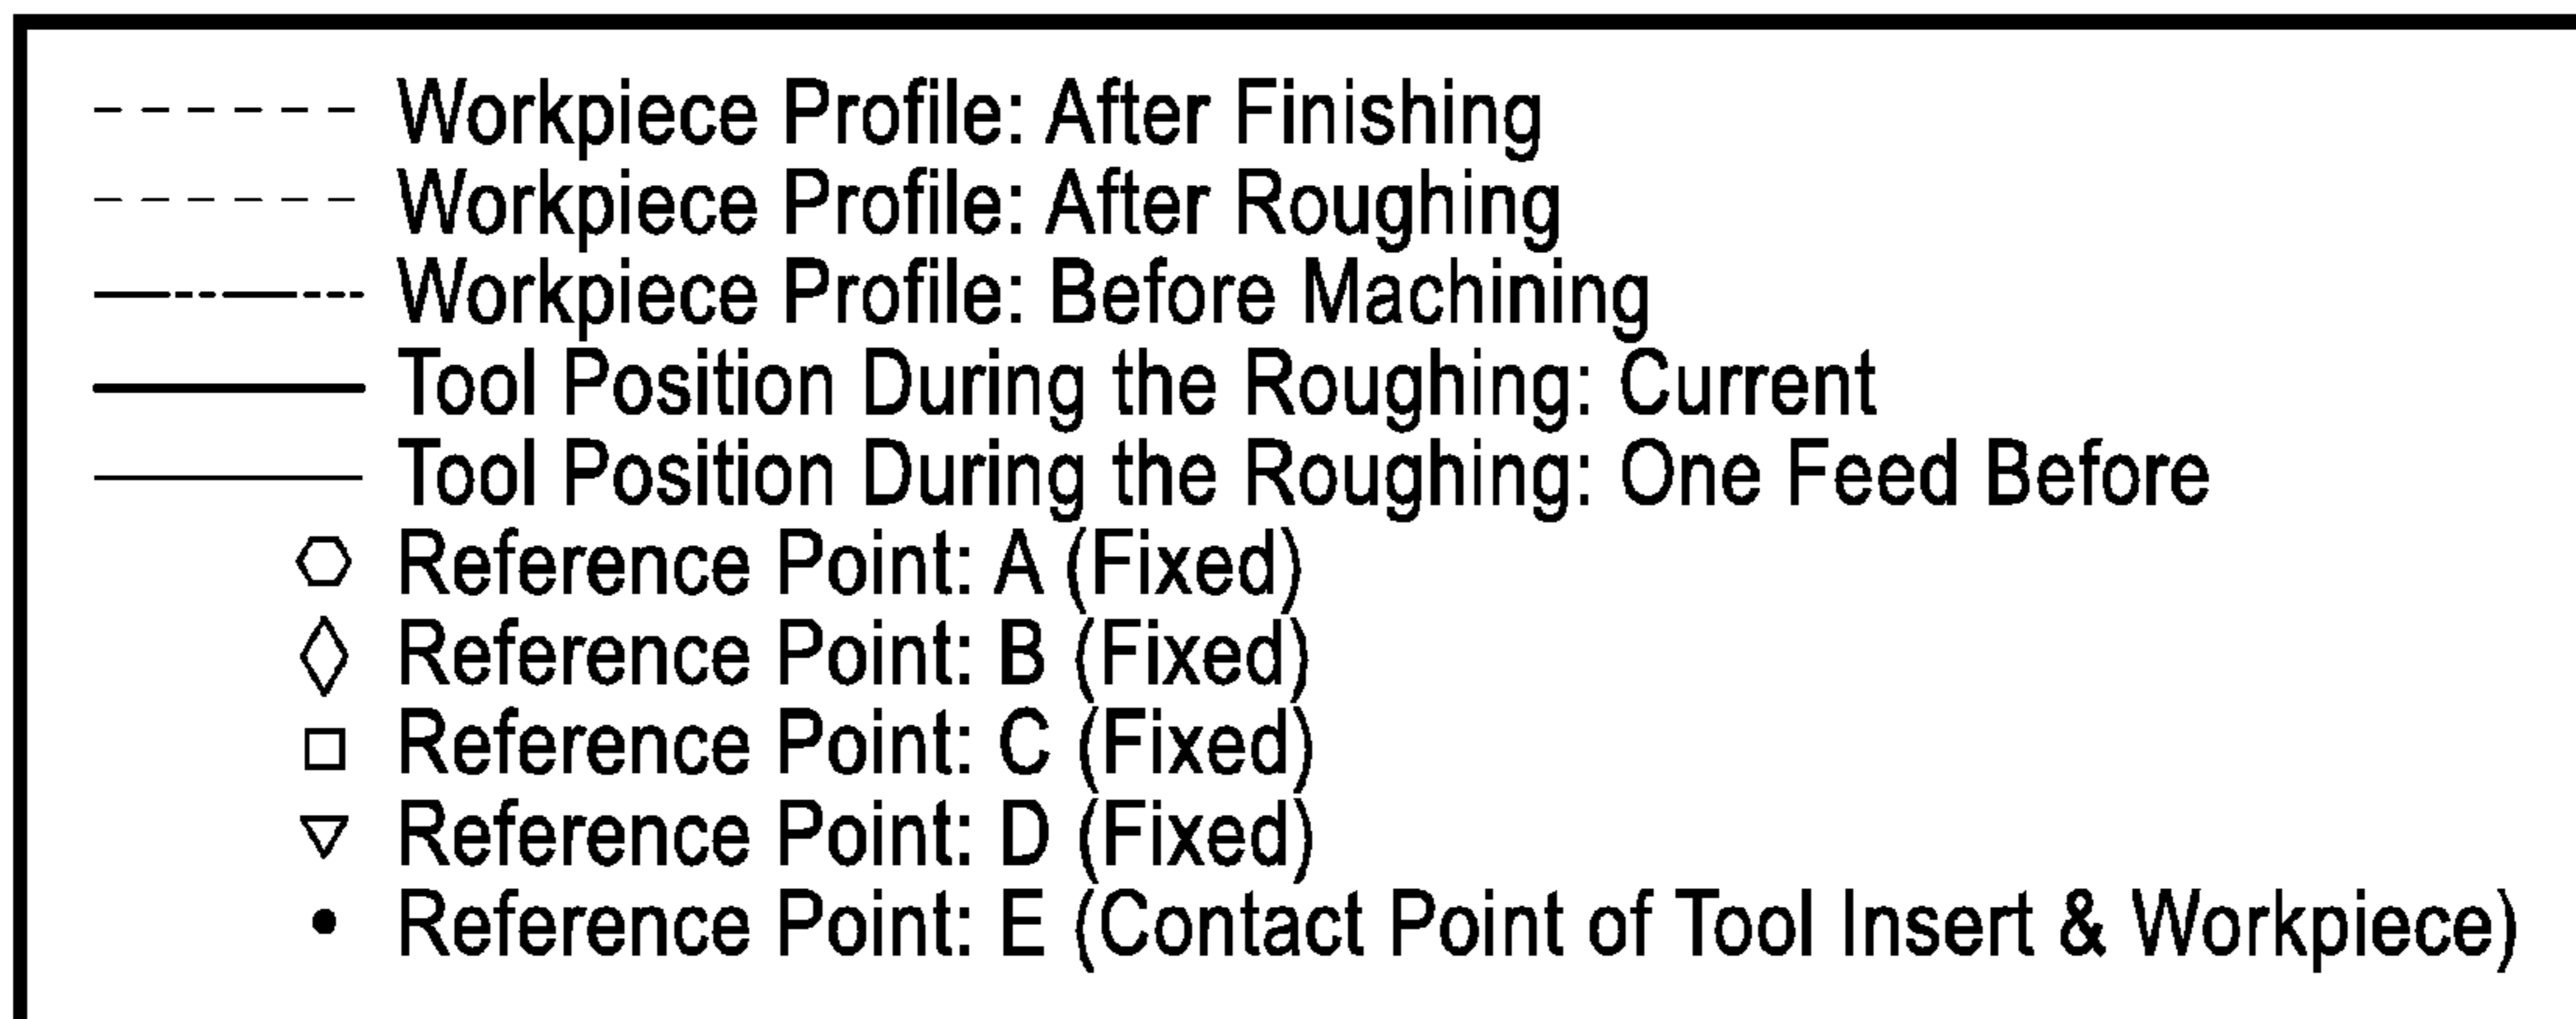 Workpiece Profile: After Finishing
Workpiece Profile: After Roughing
Workpiece Profile: Before Machining
Tool Position During the Roughing: Current
Tool Position During the Roughing: One Feed Before
Reference Point: A (Fixed)
Reference Point: B (Fixed)
Reference Point: C (Fixed)
Reference Point: D (Fixed)
Reference Point: E (Contact Point of Tool Insert & Workpiece)